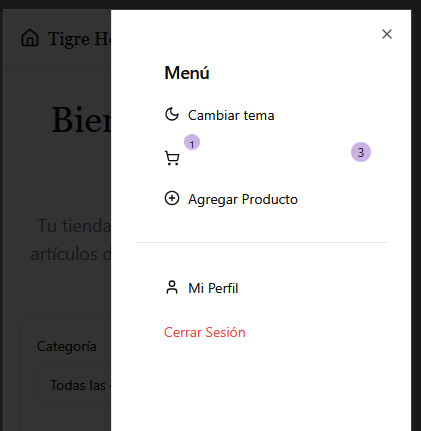 Tigre H
Menú
Cambiar tema
1
3
Bien
Agregar Producto
Tu tienda
artículos d
Mi Perfil
Cerrar Sesión
Categoría
Todas las